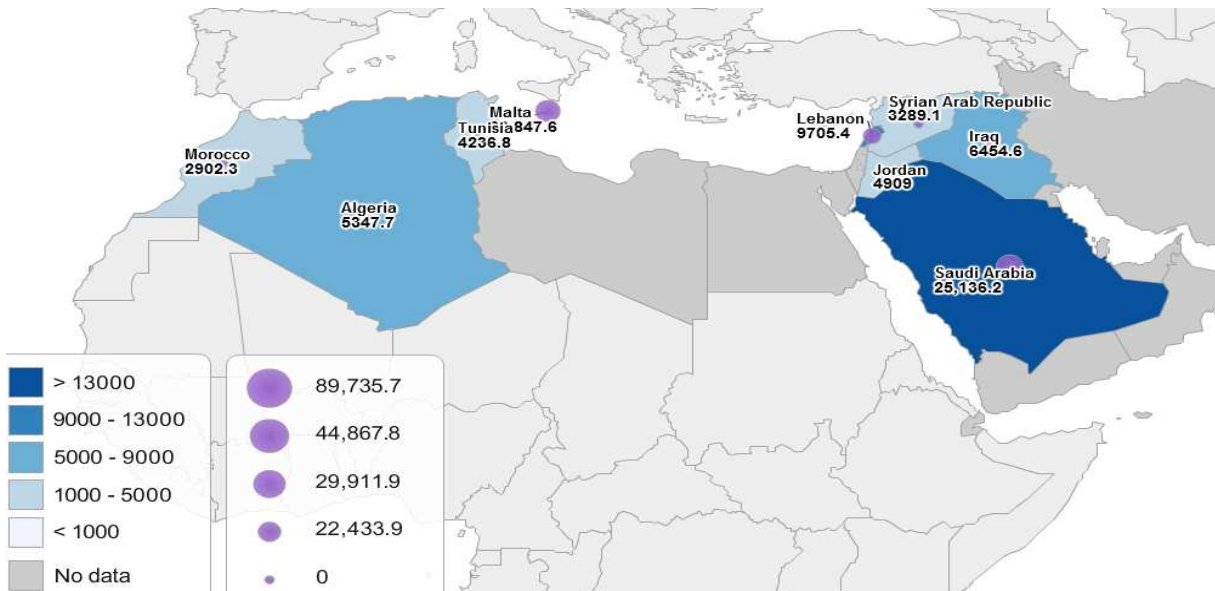 Malta
847.6
Tunisia
4236.8
Morocco
2902.3
Algeria
5347.7
Syrian Arab Republic
3289.1
Lebanon
9705.4
Iraq
6454.6
Jordan
4909
Saudi Arabia
25,136.2
> 13000
9000 - 13000
5000 - 9000
1000 - 5000
< 1000
No data
89,735.7
44,867.8
29,911.9
22,433.9
0